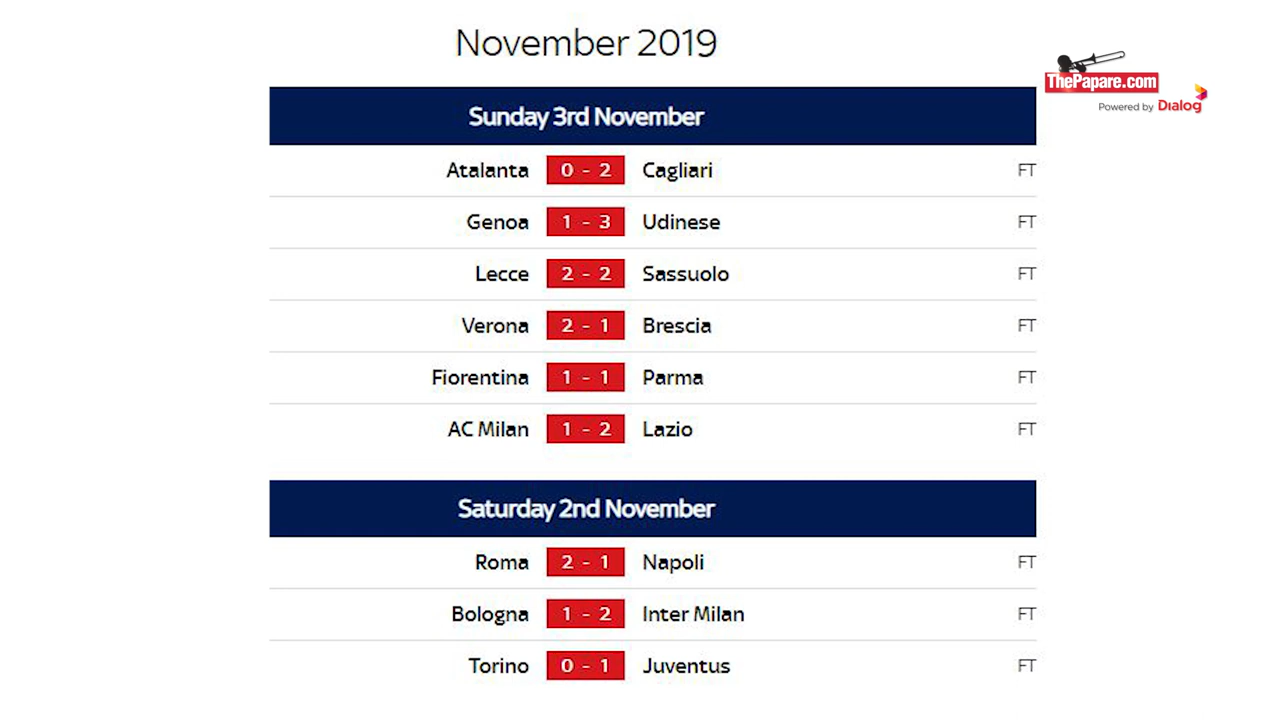 November 2019
ThePapare.com
Powered by Dialog
Sunday 3rd November
Atalanta 0 - 2 Cagliari FT
Genoa 1 - 3 Udinese FT
Lecce 2 - 2 Sassuolo FT
Verona 2 - 1 Brescia FT
Fiorentina 1 - 1 Parma FT
AC Milan 1 - 2 Lazio FT
Saturday 2nd November
Roma 2 - 1 Napoli FT
Bologna 1 - 2 Inter Milan FT
Torino 0 - 1 Juventus FT